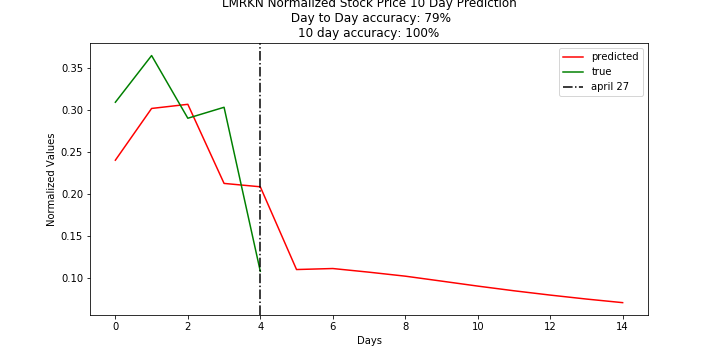 LMRKN Normalized Stock Price 10 Day Prediction
Day to Day accuracy: 79%
10 day accuracy: 100%
predicted
true
april 27
Normalized Values
0.35
0.30
0.25
0.20
0.15
0.10
0 2 4 6 8 10 12 14
Days